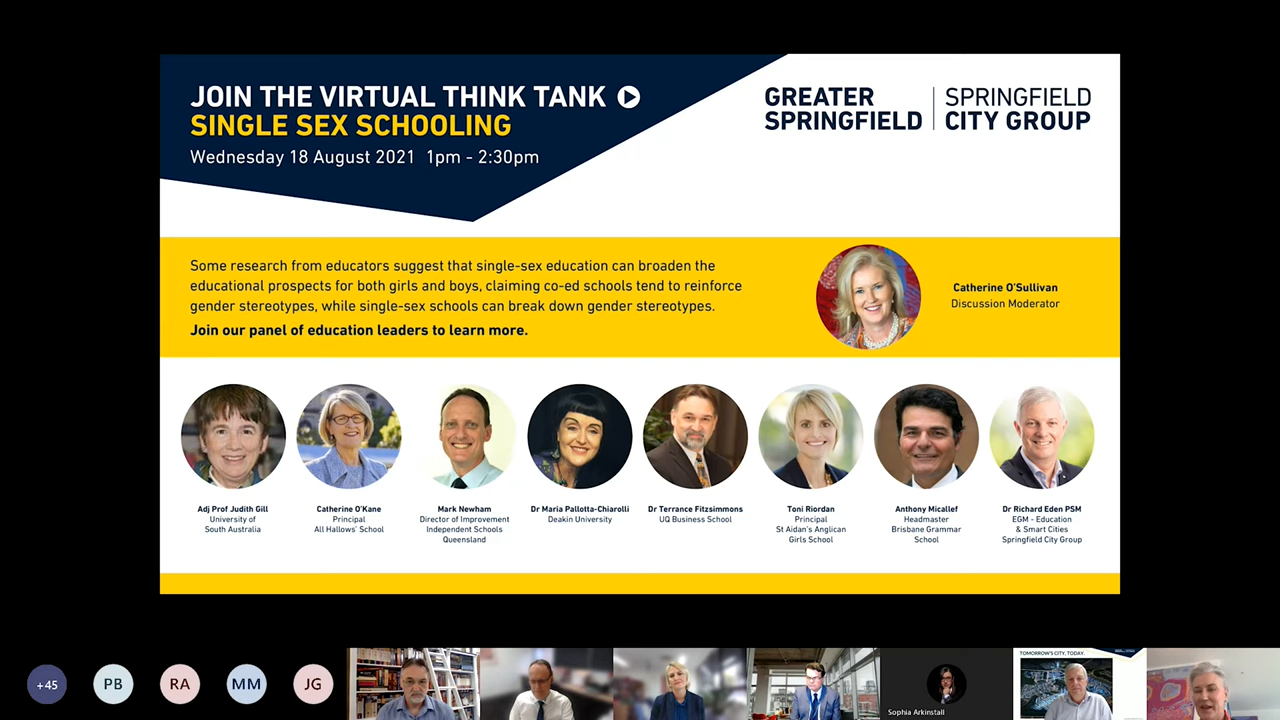 JOIN THE VIRTUAL THINK TANK
SINGLE SEX SCHOOLING
Wednesday 18 August 2021 1pm - 2:30pm
GREATER
SPRINGFIELD
SPRINGFIELD
CITY GROUP
Some research from educators suggest that single-sex education can broaden the
educational prospects for both girls and boys, claiming co-ed schools tend to reinforce
gender stereotypes, while single-sex schools can break down gender stereotypes.
Join our panel of education leaders to learn more.
Catherine O'Sullivan
Discussion Moderator
Adj Prof Judith Gill
University of
South Australia
Catherine O'Kane
Principal
All Hallows' School
Mark Newham
Director of Improvement
Independent Schools
Queensland
Dr Maria Pallotta-Chiarolli
Deakin University
Dr Terrance Fitzsimmons
UQ Business School
Toni Riordan
Principal
St Aidan's Anglican
Girls School
Anthony Micallef
Headmaster
Brisbane Grammar
School
Dr Richard Eden PSM
EGM - Education
& Smart Cities
Springfield City Group
+45
PB
RA
MM
JG
Sophia Arkinstall
TOMORROW'S CITY, TODAY.